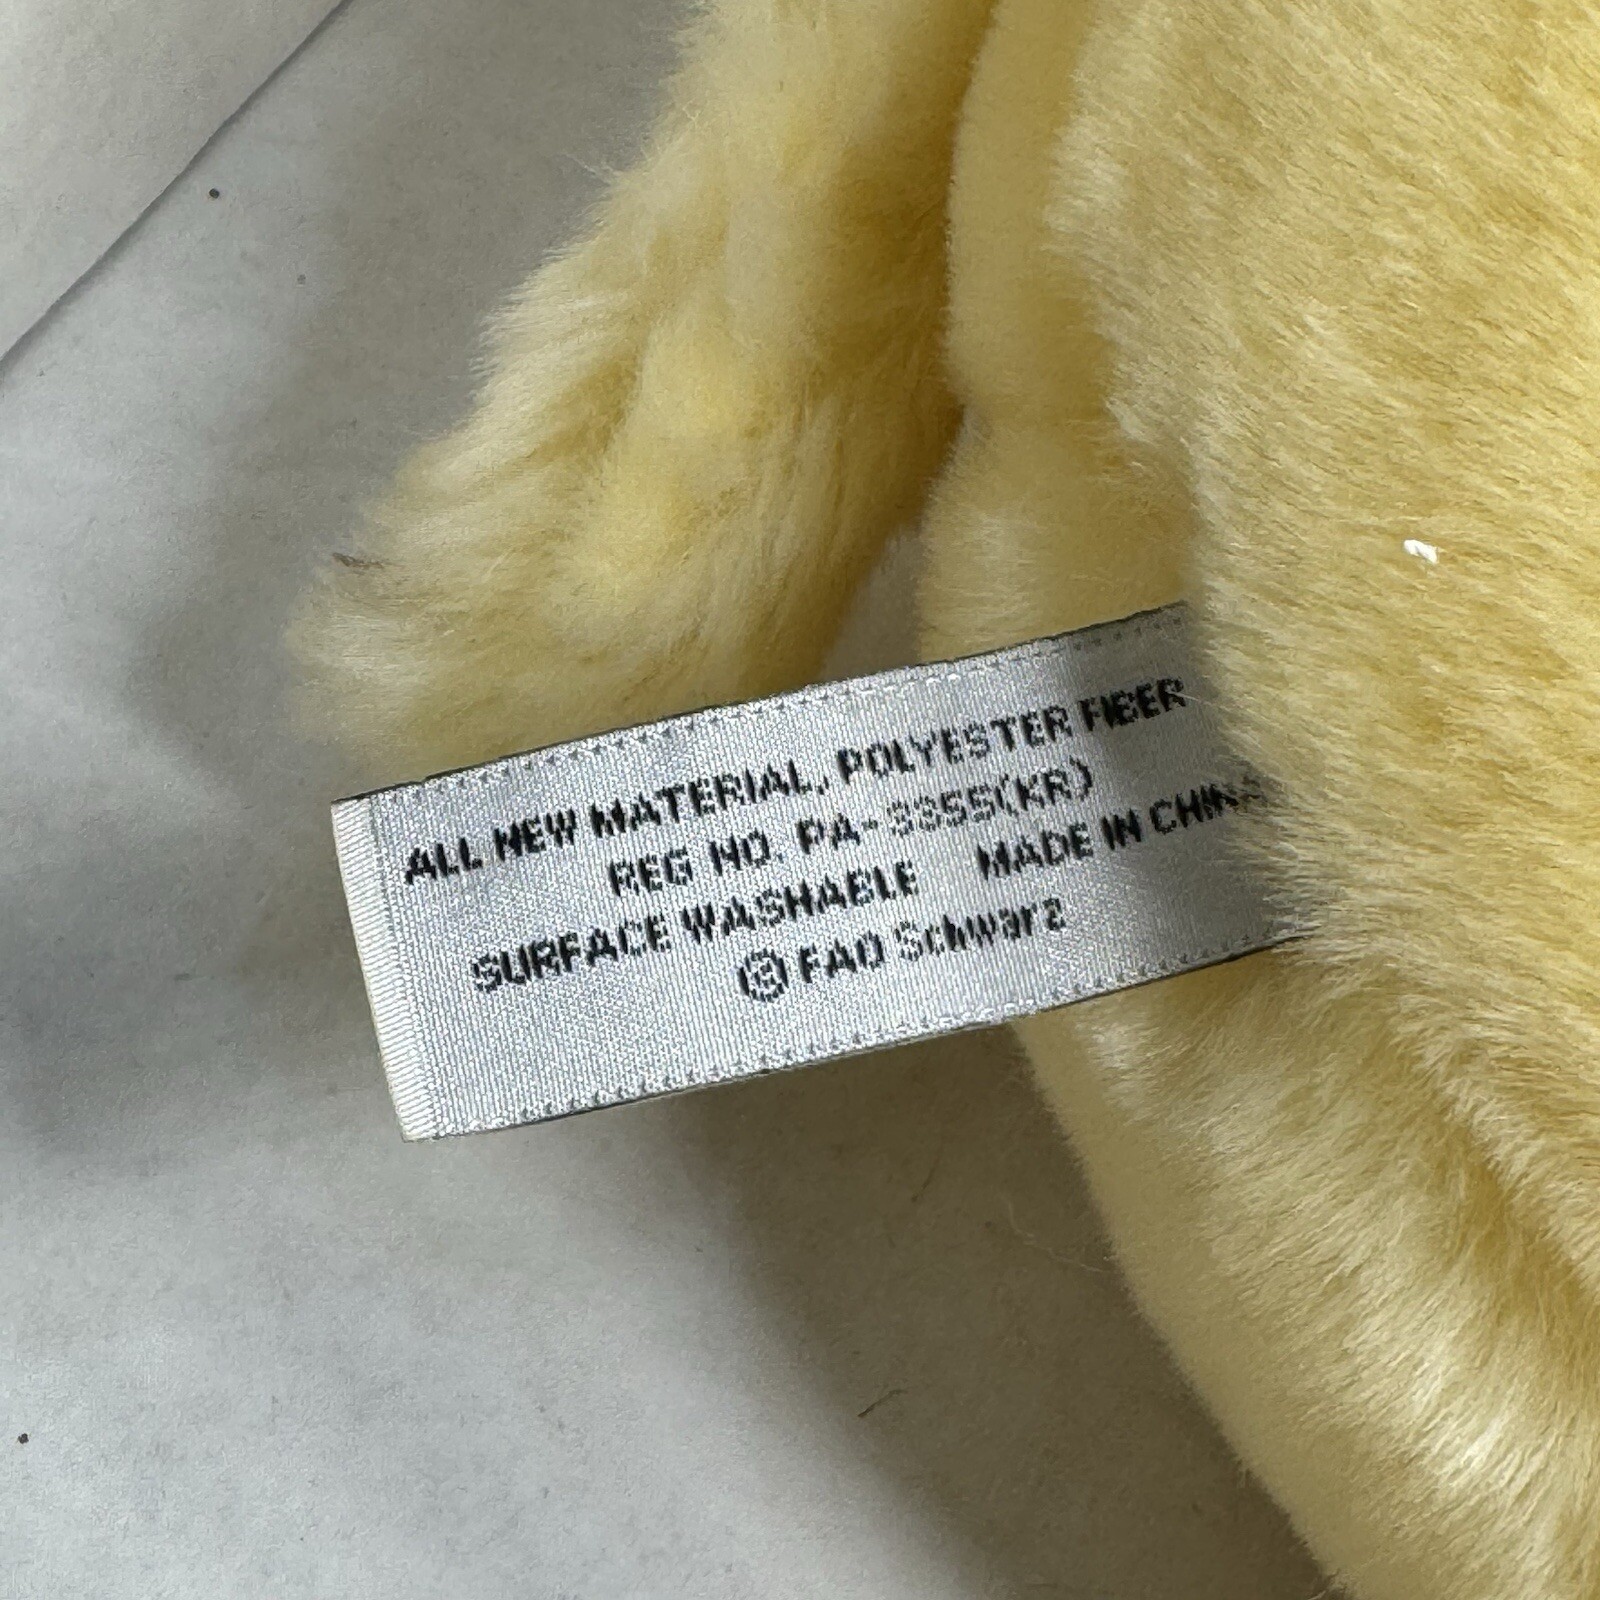 ALL NEW MATERIAL, POLYESTER FIBER
REG NO. PA-3355(KR)
SURFACE WASHABLE MADE IN CHINA
© FAO Schwarz